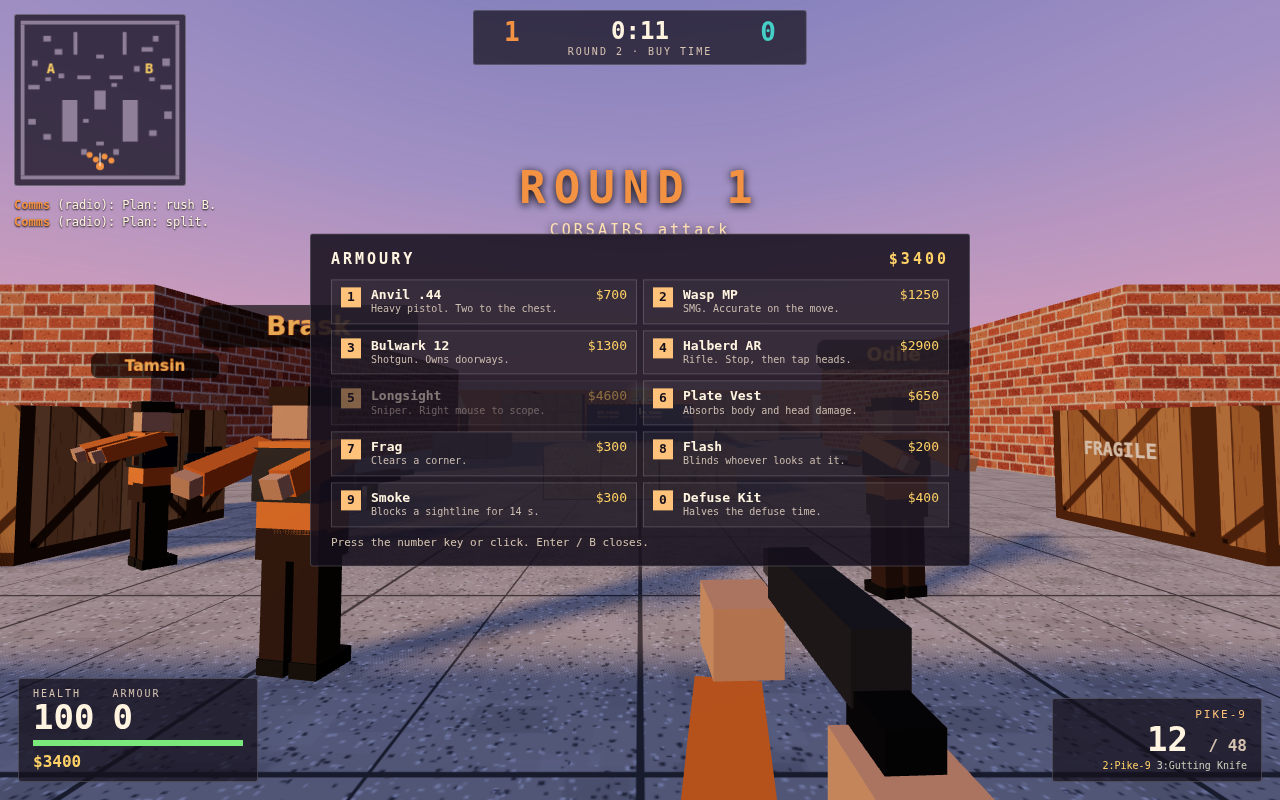 1 0:11 0
ROUND 2 · BUY TIME
A B
Comms (radio): Plan: rush B.
Comms (radio): Plan: split.
ROUND 1
CORSAIRS attack
ARMOURY $3400
1 Anvil .44 $700
Heavy pistol. Two to the chest.
2 Wasp MP $1250
SMG. Accurate on the move.
3 Bulwark 12 $1300
Shotgun. Owns doorways.
4 Halberd AR $2900
Rifle. Stop, then tap heads.
5 Longsight $4600
Sniper. Right mouse to scope.
6 Plate Vest $650
Absorbs body and head damage.
7 Frag $300
Clears a corner.
8 Flash $200
Blinds whoever looks at it.
9 Smoke $300
Blocks a sightline for 14 s.
0 Defuse Kit $400
Halves the defuse time.
Press the number key or click. Enter / B closes.
Brask
Tamsin
Odile
FRAGILE
HEALTH ARMOUR
100 0
$3400
PIKE-9
12 / 48
2:Pike-9 3:Gutting Knife